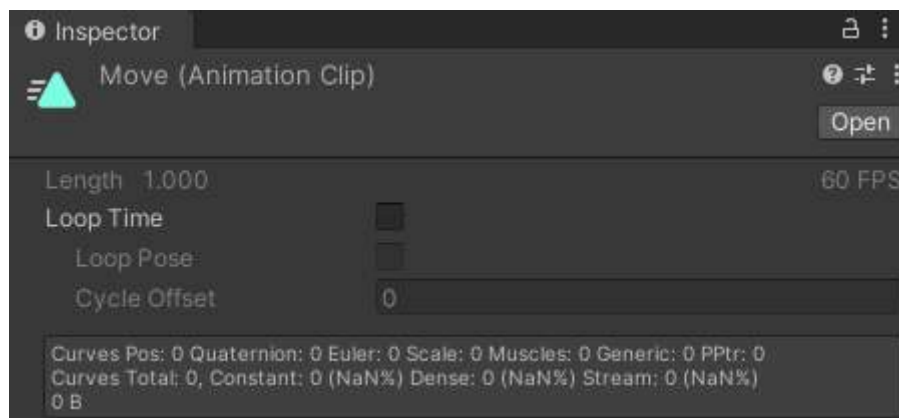 Inspector
Move (Animation Clip)
Open
Length 1.000 60 FPS
Loop Time
Loop Pose
Cycle Offset 0
Curves Pos: 0 Quaternion: 0 Euler: 0 Scale: 0 Muscles: 0 Generic: 0 PPtr: 0
Curves Total: 0, Constant: 0 (NaN%) Dense: 0 (NaN%) Stream: 0 (NaN%)
0 B